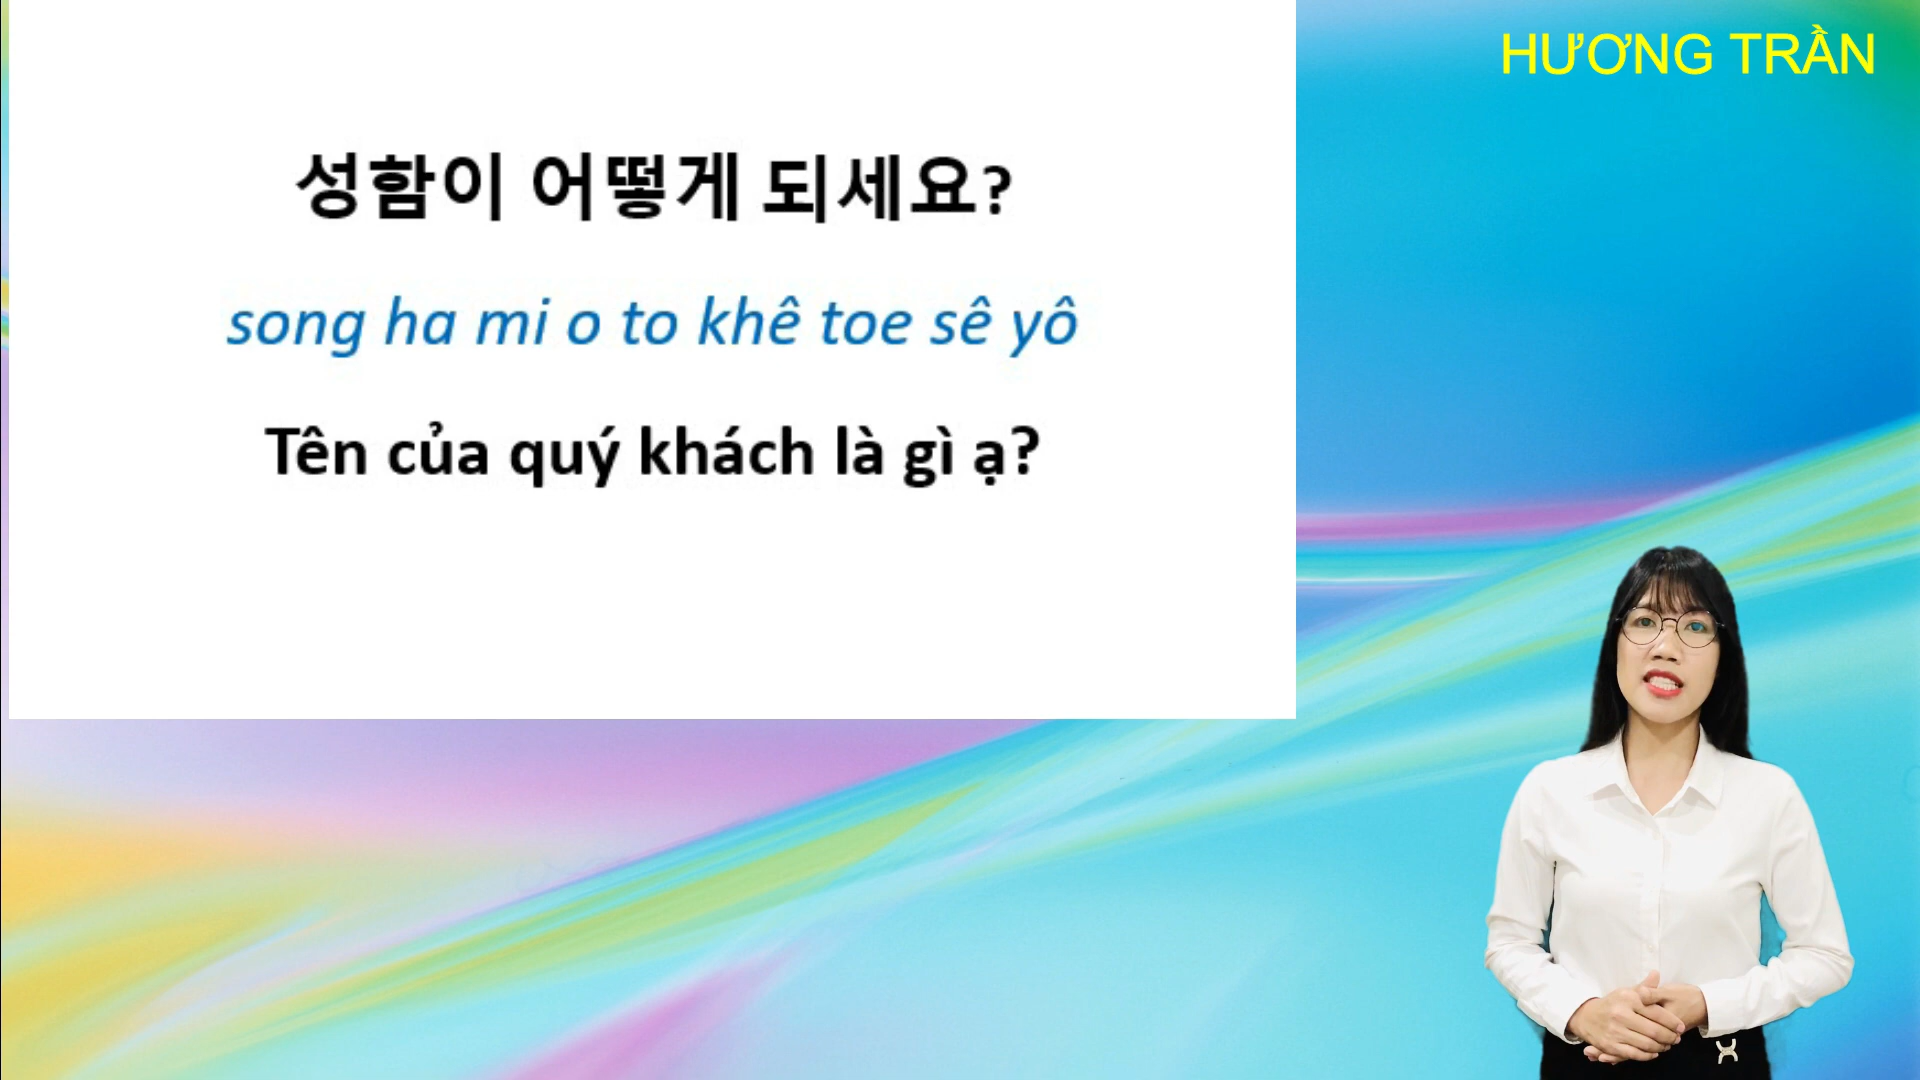 HƯƠNG TRẦN
성함이 어떻게 되세요?
song ha mi o to khê toe sê yô
Tên của quý khách là gì ạ?